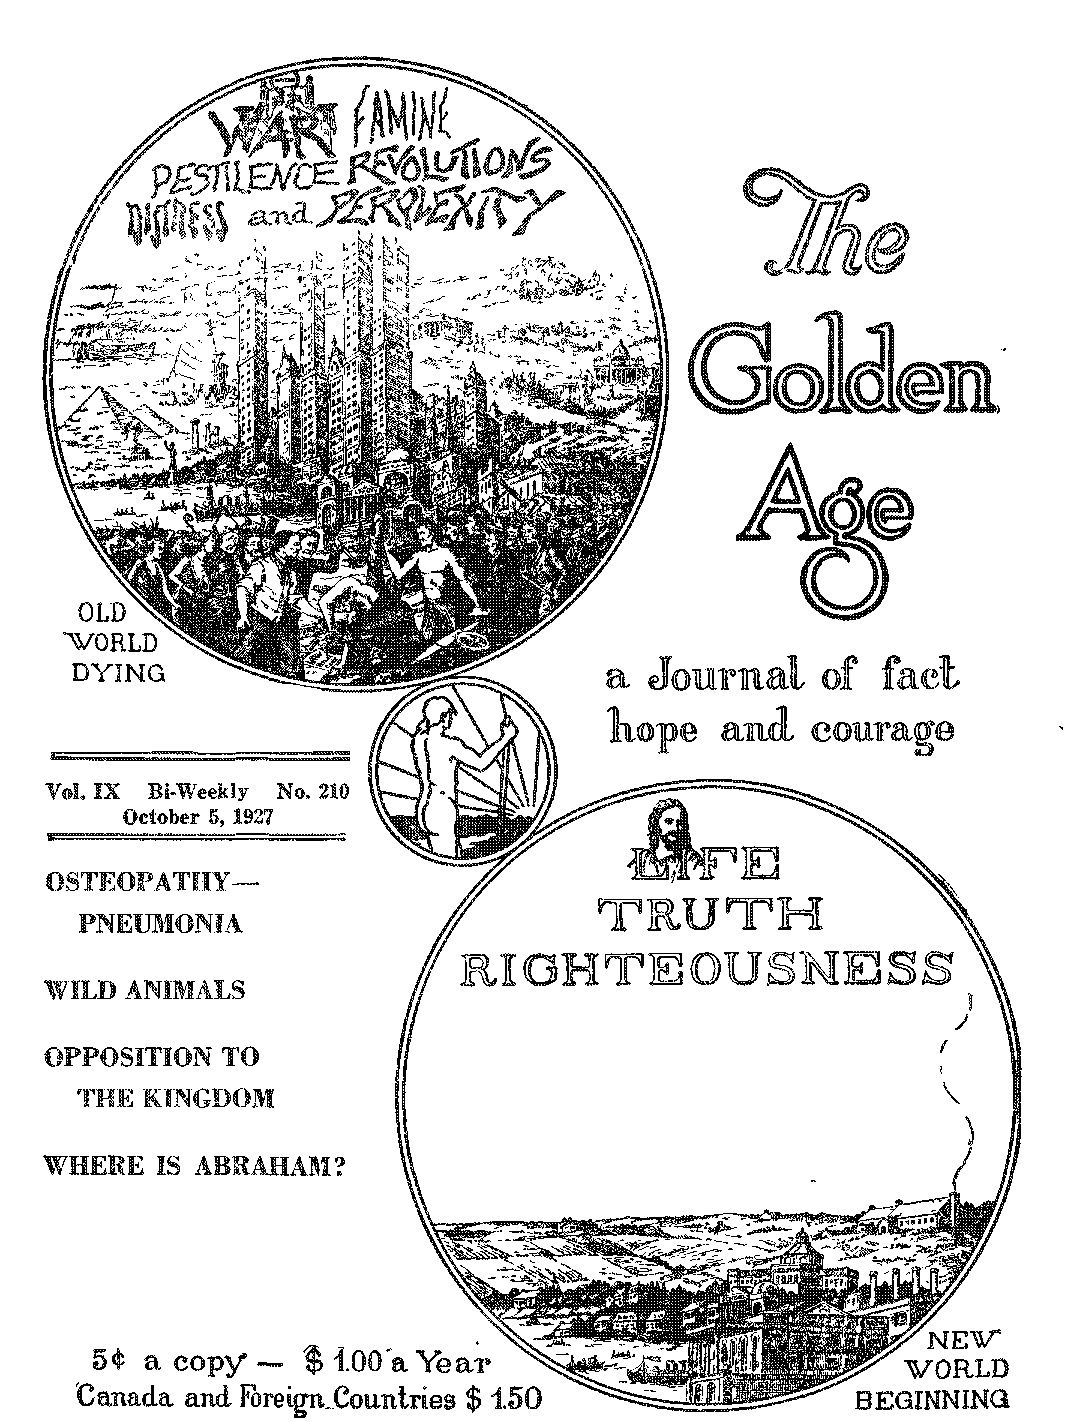 WAR FAMINE
PESTILENCE REVOLUTIONS
DISTRESS and PERPLEXITY
The
Golden
Age
OLD
WORLD
DYING
a Journal of fact
hope and courage
Vol. IX Bi-Weekly No. 210
October 5, 1927
OSTEOPATHY—
PNEUMONIA
WILD ANIMALS
OPPOSITION TO
THE KINGDOM
WHERE IS ABRAHAM?
LIFE
TRUTH
RIGHTEOUSNESS
5¢ a copy — $ 1.00 a Year
Canada and Foreign Countries $ 1.50
NEW
WORLD
BEGINNING